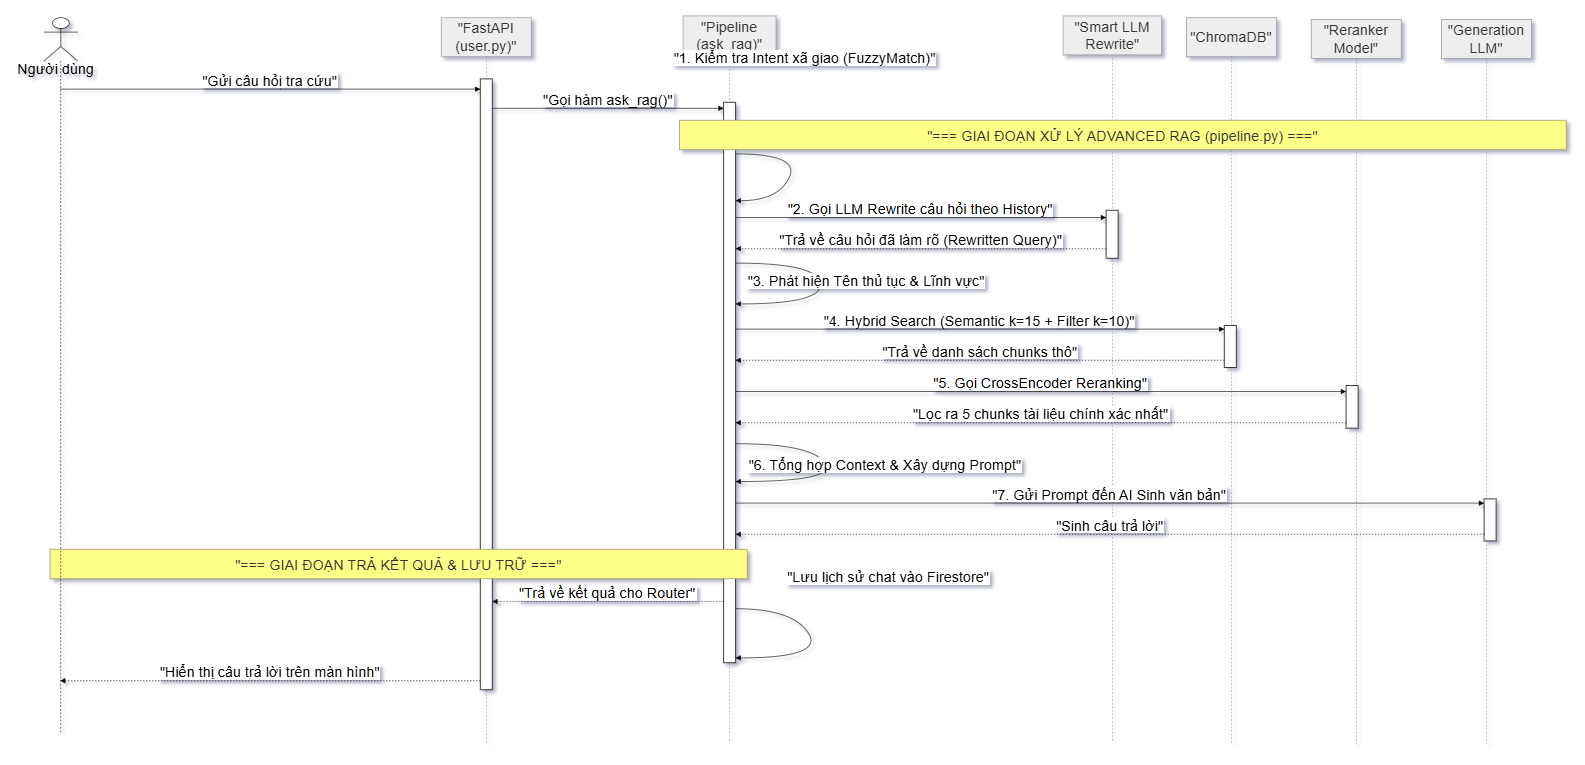 Người dùng
"FastAPI
(user.py)"
"Pipeline
(ask_rag)"
"Smart LLM
Rewrite"
"ChromaDB"
"Reranker
Model"
"Generation
LLM"
"1. Kiểm tra Intent xã giao (FuzzyMatch)"
"Gửi câu hỏi tra cứu"
"Gọi hàm ask_rag()"
"=== GIAI ĐOẠN XỬ LÝ ADVANCED RAG (pipeline.py) ==="
"2. Gọi LLM Rewrite câu hỏi theo History"
"Trả về câu hỏi đã làm rõ (Rewritten Query)"
"3. Phát hiện Tên thủ tục & Lĩnh vực"
"4. Hybrid Search (Semantic k=15 + Filter k=10)"
"Trả về danh sách chunks thô"
"5. Gọi CrossEncoder Reranking"
"Lọc ra 5 chunks tài liệu chính xác nhất"
"6. Tổng hợp Context & Xây dựng Prompt"
"7. Gửi Prompt đến AI Sinh văn bản"
"Sinh câu trả lời"
"=== GIAI ĐOẠN TRẢ KẾT QUẢ & LƯU TRỮ ==="
"Lưu lịch sử chat vào Firestore"
"Trả về kết quả cho Router"
"Hiển thị câu trả lời trên màn hình"